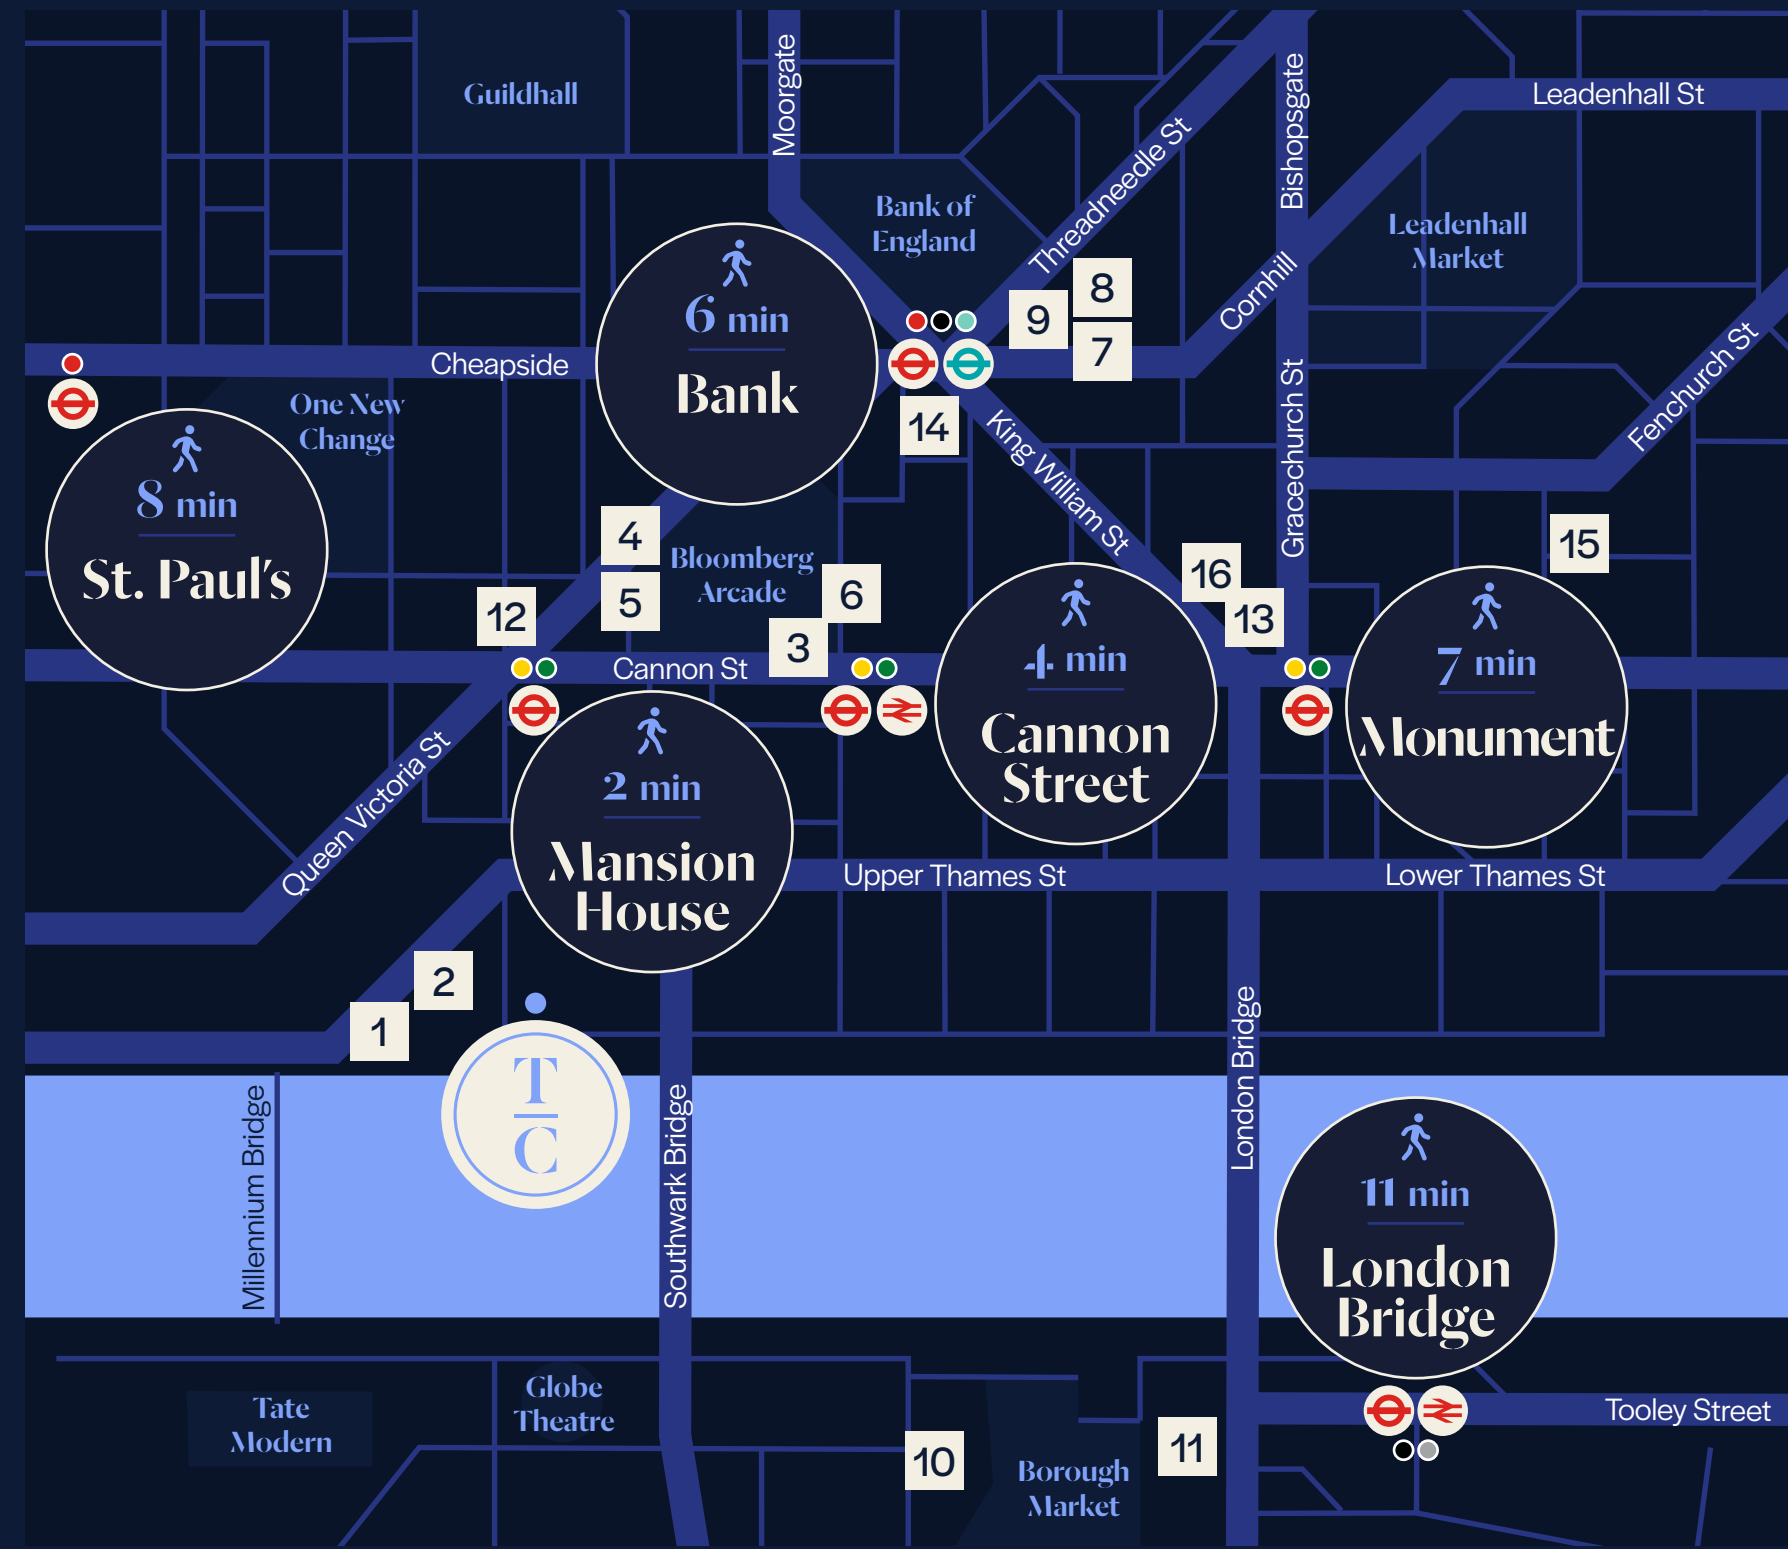 Guildhall
Moorgate
Bishopsgate
Leadenhall St
Threadneedle St
Bank of
England
Leadenhall
Market
Cornhill
6 min
Bank
8
9
7
Cheapside
One New
Change
14
King William St
Gracechurch St
Fenchurch St
8 min
St. Paul's
4
Bloomberg
Arcade
5
6
12
3
Cannon St
16
13
15
4 min
Cannon
Street
7 min
Monument
Queen Victoria St
2 min
Mansion
House
Upper Thames St
Lower Thames St
2
1
T
C
Millennium Bridge
Southwark Bridge
London Bridge
11 min
London
Bridge
Tate
Modern
Globe
Theatre
10
Borough
Market
11
Tooley Street